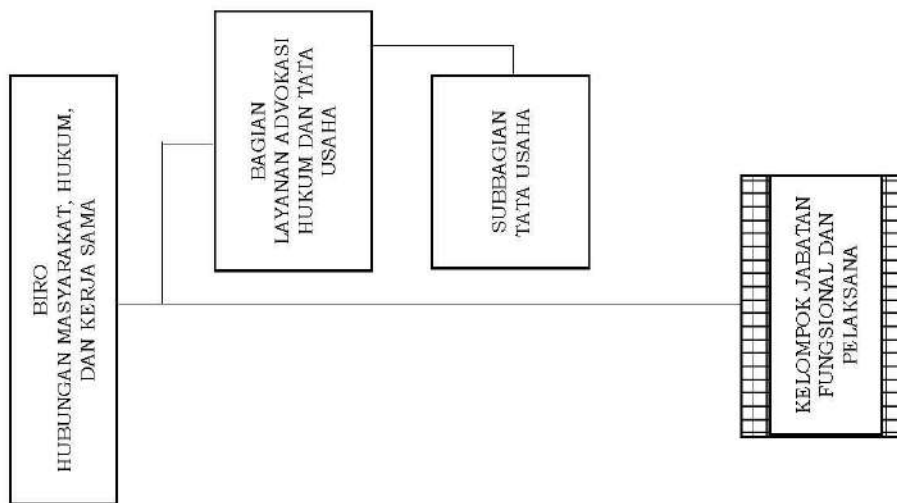 BIRO
HUBUNGAN MASYARAKAT, HUKUM,
DAN KERJA SAMA
BAGIAN
LAYANAN ADVOKASI
HUKUM DAN TATA
USAHA
SUBBAGIAN
TATA USAHA
KELOMPOK JABATAN
FUNGSIONAL DAN
PELAKSANA